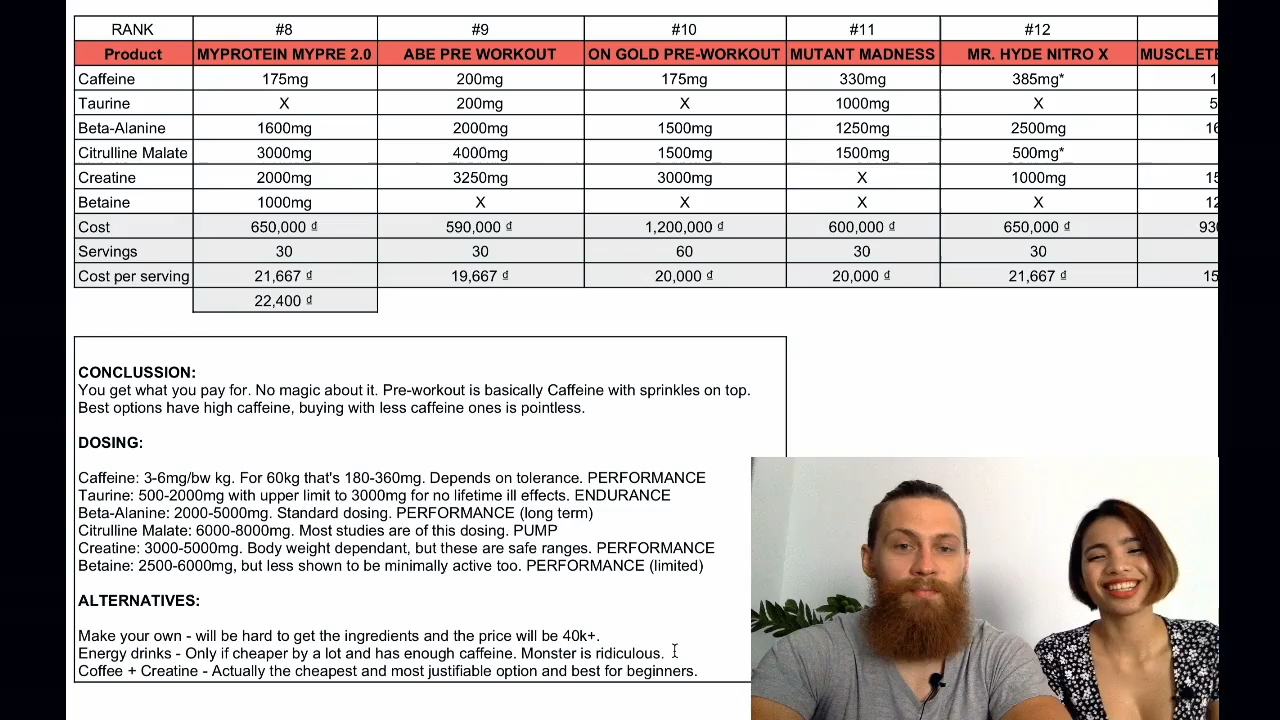 RANK #8 #9 #10 #11 #12
Product MYPROTEIN MYPRE 2.0 ABE PRE WORKOUT ON GOLD PRE-WORKOUT MUTANT MADNESS MR. HYDE NITRO X MUSCLETE
Caffeine 175mg 200mg 175mg 330mg 385mg* 1
Taurine X 200mg X 1000mg X 5
Beta-Alanine 1600mg 2000mg 1500mg 1250mg 2500mg 16
Citrulline Malate 3000mg 4000mg 1500mg 1500mg 500mg*
Creatine 2000mg 3250mg 3000mg X 1000mg 15
Betaine 1000mg X X X X 12
Cost 650,000 ₫ 590,000 ₫ 1,200,000 ₫ 600,000 ₫ 650,000 ₫ 930
Servings 30 30 60 30 30
Cost per serving 21,667 ₫ 19,667 ₫ 20,000 ₫ 20,000 ₫ 21,667 ₫ 15
22,400 ₫
CONCLUSSION:
You get what you pay for. No magic about it. Pre-workout is basically Caffeine with sprinkles on top.
Best options have high caffeine, buying with less caffeine ones is pointless.
DOSING:
Caffeine: 3-6mg/bw kg. For 60kg that's 180-360mg. Depends on tolerance. PERFORMANCE
Taurine: 500-2000mg with upper limit to 3000mg for no lifetime ill effects. ENDURANCE
Beta-Alanine: 2000-5000mg. Standard dosing. PERFORMANCE (long term)
Citrulline Malate: 6000-8000mg. Most studies are of this dosing. PUMP
Creatine: 3000-5000mg. Body weight dependant, but these are safe ranges. PERFORMANCE
Betaine: 2500-6000mg, but less shown to be minimally active too. PERFORMANCE (limited)
ALTERNATIVES:
Make your own - will be hard to get the ingredients and the price will be 40k+.
Energy drinks - Only if cheaper by a lot and has enough caffeine. Monster is ridiculous.
Coffee + Creatine - Actually the cheapest and most justifiable option and best for beginners.